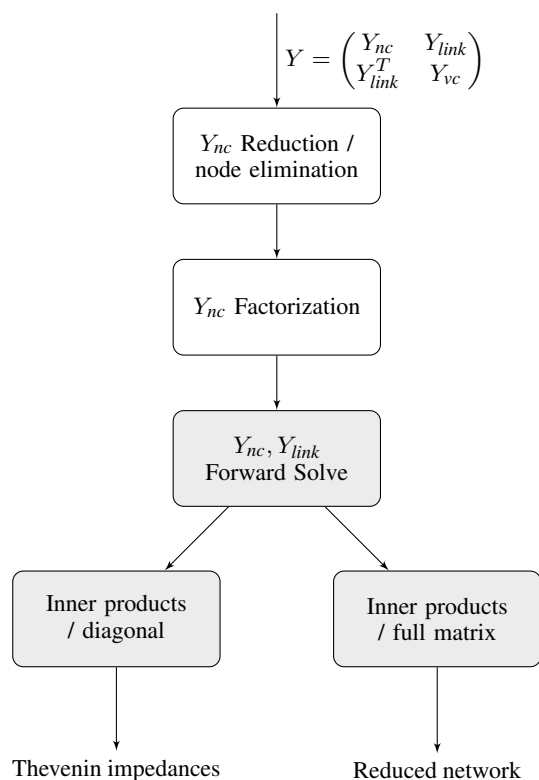 Y = ( Y_nc Y_link
Y_link^T Y_vc )
Y_nc Reduction /
node elimination
Y_nc Factorization
Y_nc, Y_link
Forward Solve
Inner products
/ diagonal
Inner products
/ full matrix
Thevenin impedances
Reduced network